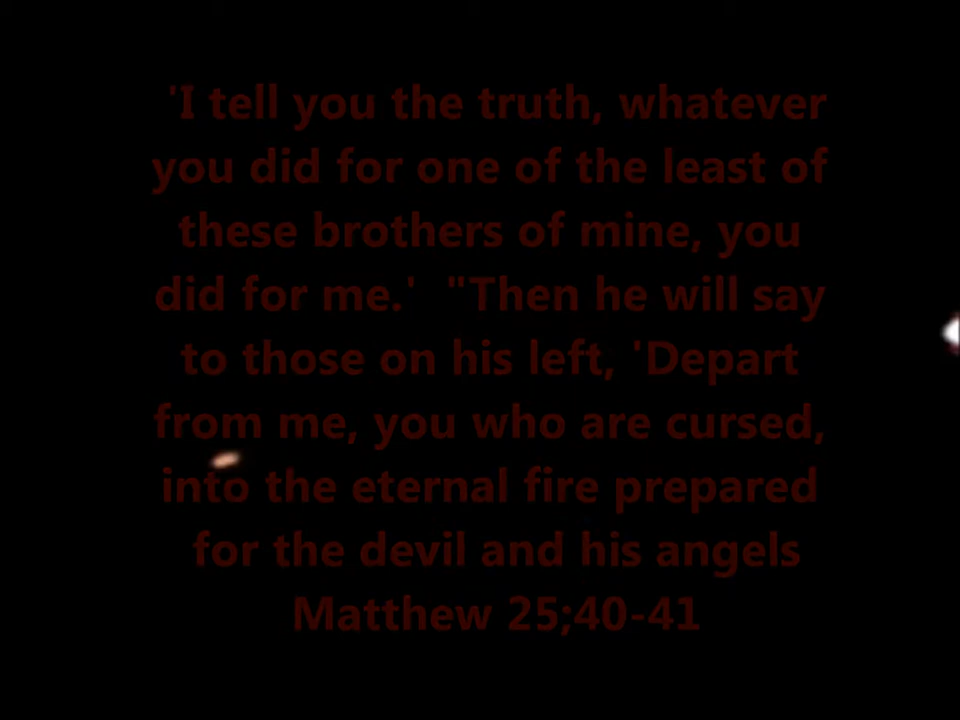 'I tell you the truth, whatever
you did for one of the least of
these brothers of mine, you
did for me.'  "Then he will say
to those on his left, 'Depart
from me, you who are cursed,
into the eternal fire prepared
for the devil and his angels
Matthew 25;40-41